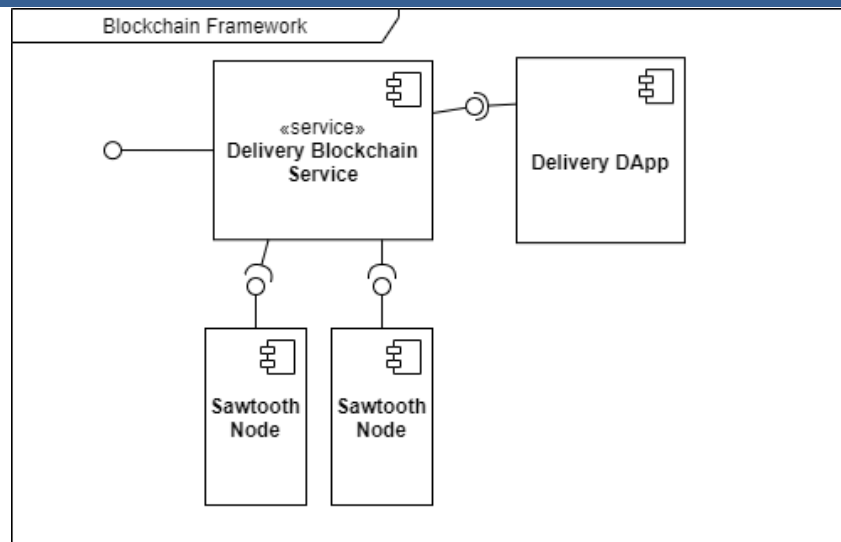 Blockchain Framework
«service»
Delivery Blockchain
Service
Delivery DApp
Sawtooth
Node
Sawtooth
Node